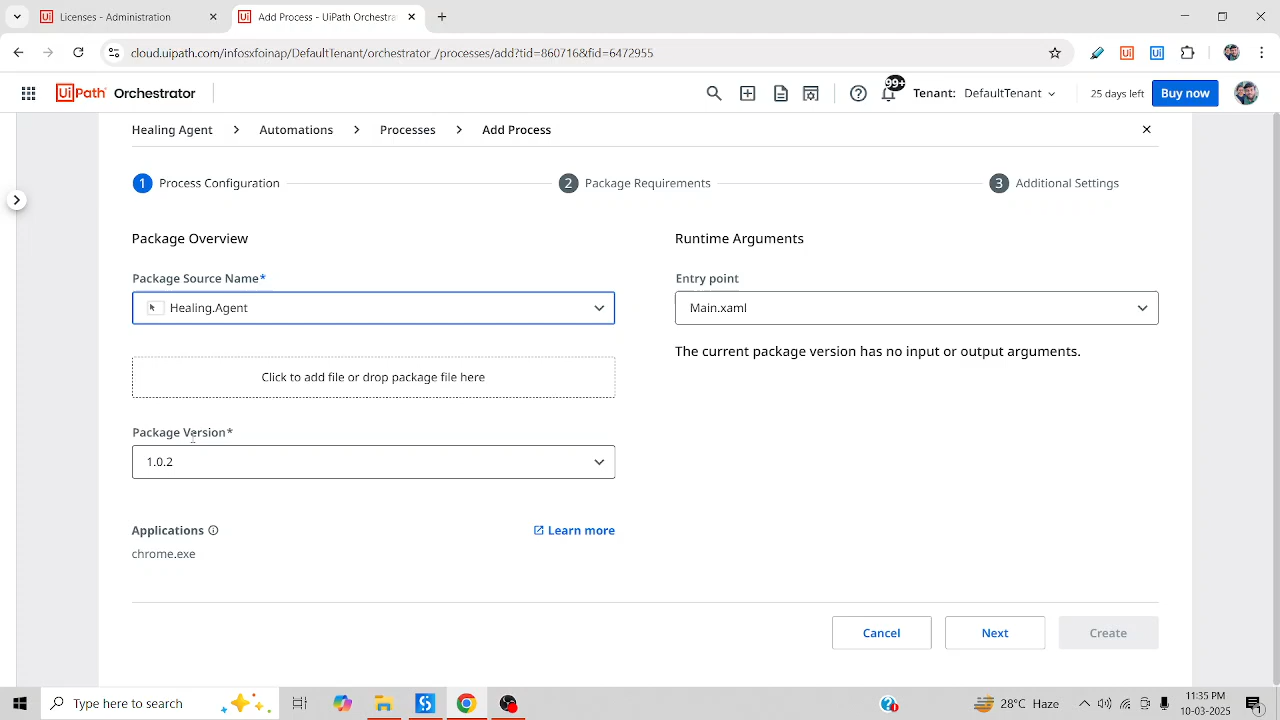 Licenses - Administration
Add Process - UiPath Orchestra
cloud.uipath.com/infosxfoinap/DefaultTenant/orchestrator_/processes/add?tid=860716&fid=6472955
UiPath Orchestrator
99+
Tenant: DefaultTenant
25 days left
Buy now
Healing Agent > Automations > Processes > Add Process
1 Process Configuration
2 Package Requirements
3 Additional Settings
Package Overview
Runtime Arguments
Package Source Name*
Entry point
Healing.Agent
Main.xaml
The current package version has no input or output arguments.
Click to add file or drop package file here
Package Version*
1.0.2
Applications
Learn more
chrome.exe
Cancel
Next
Create
Type here to search
28°C Haze
11:35 PM
10-03-2025
1